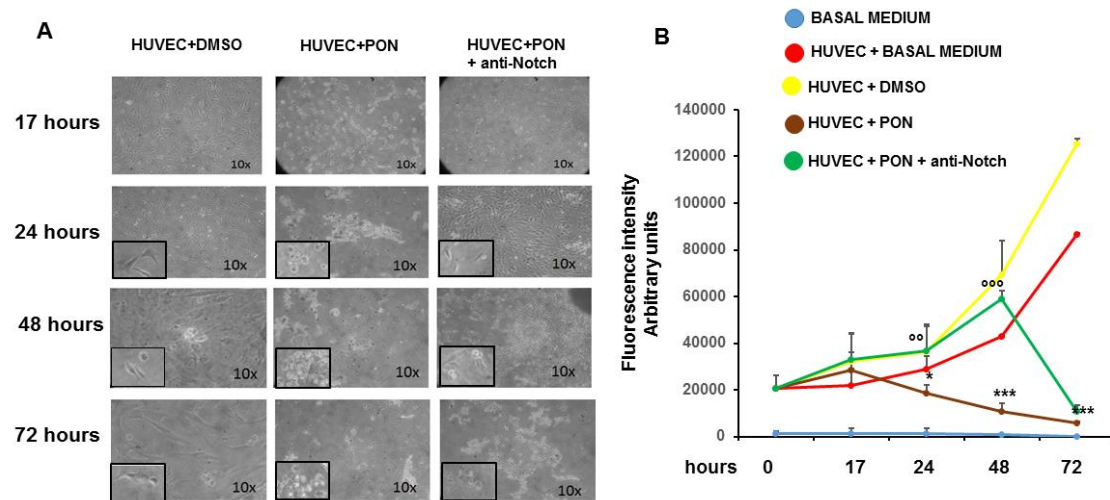 A
HUVEC+DMSO
HUVEC+PON
HUVEC+PON
+ anti-Notch
17 hours
10x
10x
10x
24 hours
10x
10x
10x
48 hours
10x
10x
10x
72 hours
10x
10x
10x
B
BASAL MEDIUM
HUVEC + BASAL MEDIUM
HUVEC + DMSO
HUVEC + PON
HUVEC + PON + anti-Notch
Fluorescence intensity
Arbitrary units
140000
120000
100000
80000
60000
40000
20000
0
°°
°°°
*
***
***
hours 0 17 24 48 72